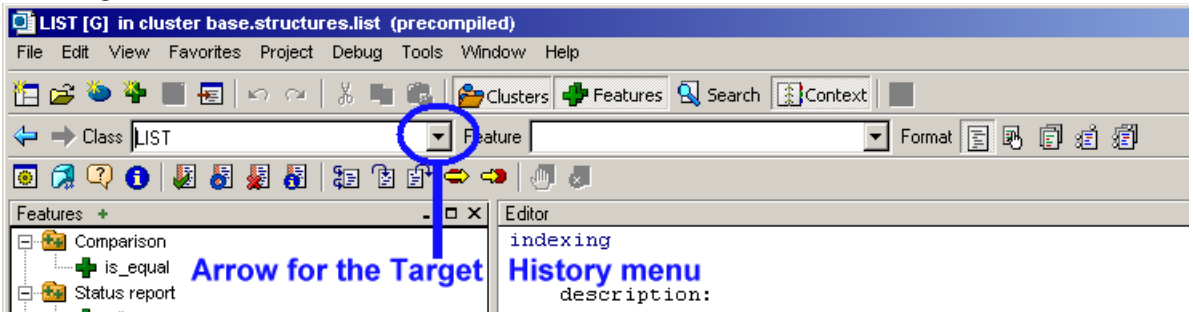 LIST [G] in cluster base.structures.list (precompiled)
File Edit View Favorites Project Debug Tools Window Help
Clusters Features Search Context
Class LIST Feature Format
Features Editor
Comparison indexing
is_equal Arrow for the Target History menu
Status report description: